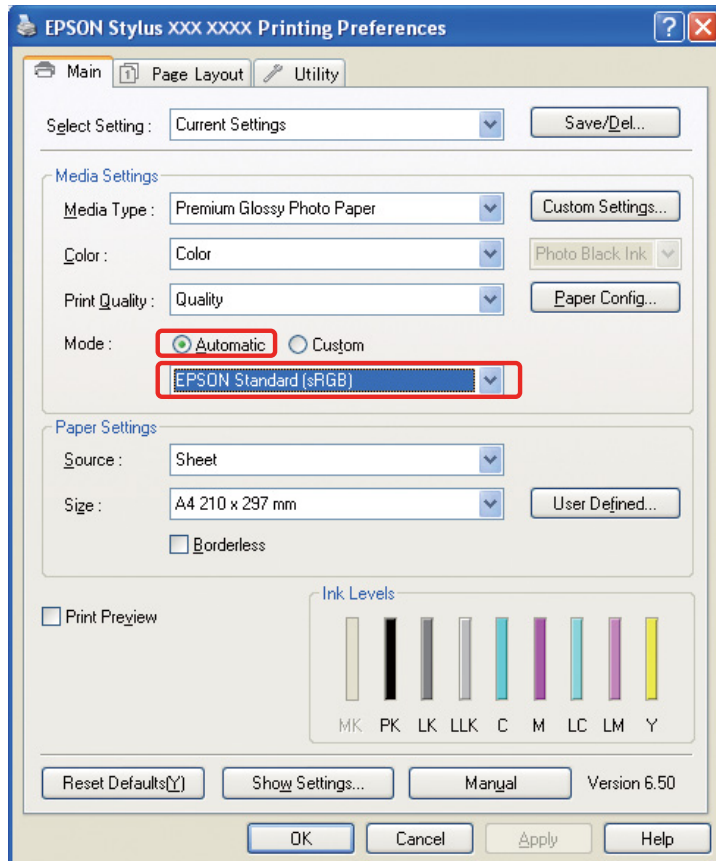 EPSON Stylus XXX XXXX Printing Preferences
Main Page Layout Utility
Select Setting : Current Settings Save/Del...
Media Settings
Media Type : Premium Glossy Photo Paper Custom Settings...
Color : Color Photo Black Ink
Print Quality : Quality Paper Config...
Mode : Automatic Custom
EPSON Standard (sRGB)
Paper Settings
Source : Sheet
Size : A4 210 x 297 mm User Defined...
Borderless
Print Preview
Ink Levels
MK PK LK LLK C M LC LM Y
Reset Defaults(Y) Show Settings... Manual Version 6.50
OK Cancel Apply Help